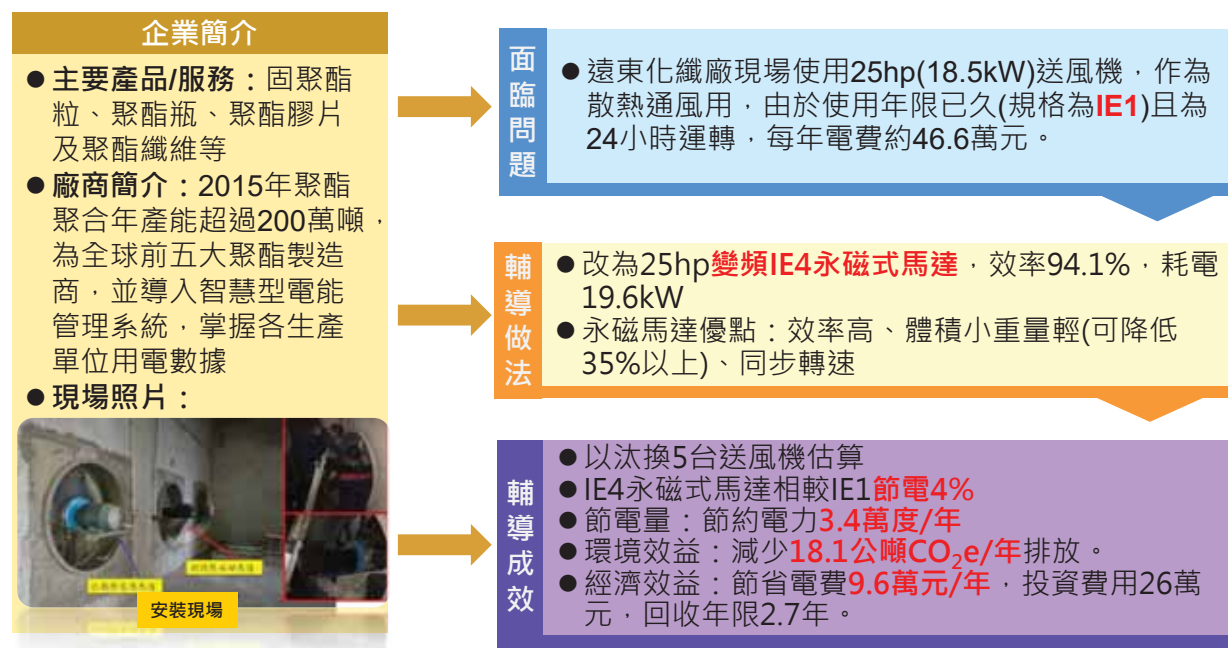 企業簡介
●主要產品/服務：固聚酯
粒、聚酯瓶、聚酯膠片
及聚酯纖維等
●廠商簡介：2015年聚酯
聚合年產能超過200萬噸，
為全球前五大聚酯製造
商，並導入智慧型電能
管理系統，掌握各生產
單位用電數據
●現場照片：
安裝現場
面臨問題
●遠東化纖廠現場使用25hp(18.5kW)送風機，作為
散熱通風用，由於使用年限已久(規格為IE1)且為
24小時運轉，每年電費約46.6萬元。
輔導做法
●改為25hp變頻IE4永磁式馬達，效率94.1%，耗電
19.6kW
●永磁馬達優點：效率高、體積小重量輕(可降低
35%以上)、同步轉速
輔導成效
●以汰換5台送風機估算
●IE4永磁式馬達相較IE1節電4%
●節電量：節約電力3.4萬度/年
●環境效益：減少18.1公噸CO₂e/年排放。
●經濟效益：節省電費9.6萬元/年，投資費用26萬
元，回收年限2.7年。